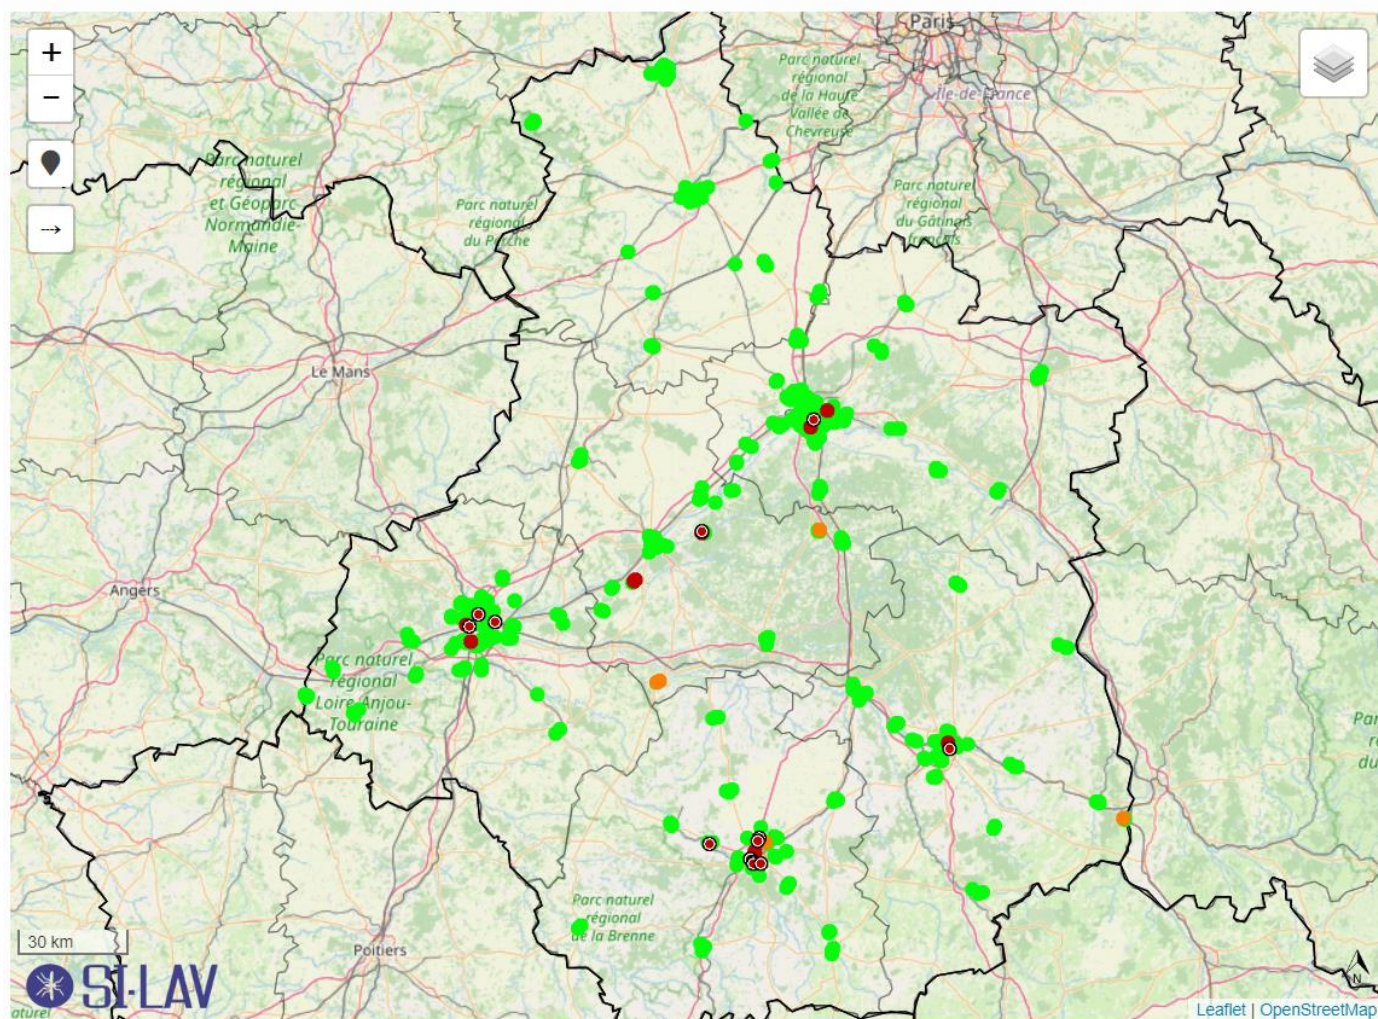 Paris
+
−
Parc naturel
régional
de la Haute
Vallée de
Chevreuse
Île-de-France
Parc naturel
régional
et Géoparc
Normandie-
Maine
Parc naturel
régional
du Perche
Parc naturel
régional
du Gâtinais
français
Le Mans
Angers
Parc naturel
régional
Loire-Anjou-
Touraine
Parc naturel
régional
de la Brenne
Poitiers
30 km
SI-LAV
N
Leaflet | OpenStreetMap